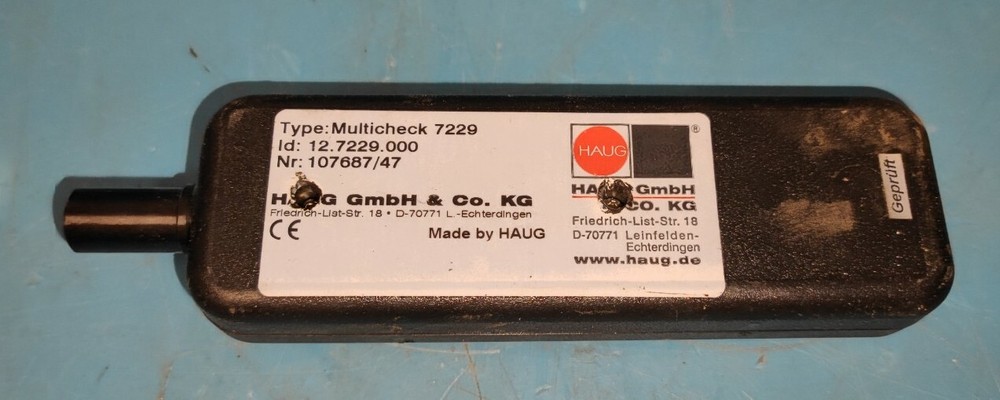 Type: Multicheck 7229
Id: 12.7229.000
Nr: 107687/47
GmbH & Co. KG
Friedrich-List-Str. 18 • D-70771 L.-Echterdingen
CE
Made by HAUG
HAUG
®
GmbH
CO. KG
Friedrich-List-Str. 18
D-70771 Leinfelden-
Echterdingen
www.haug.de
Geprüft